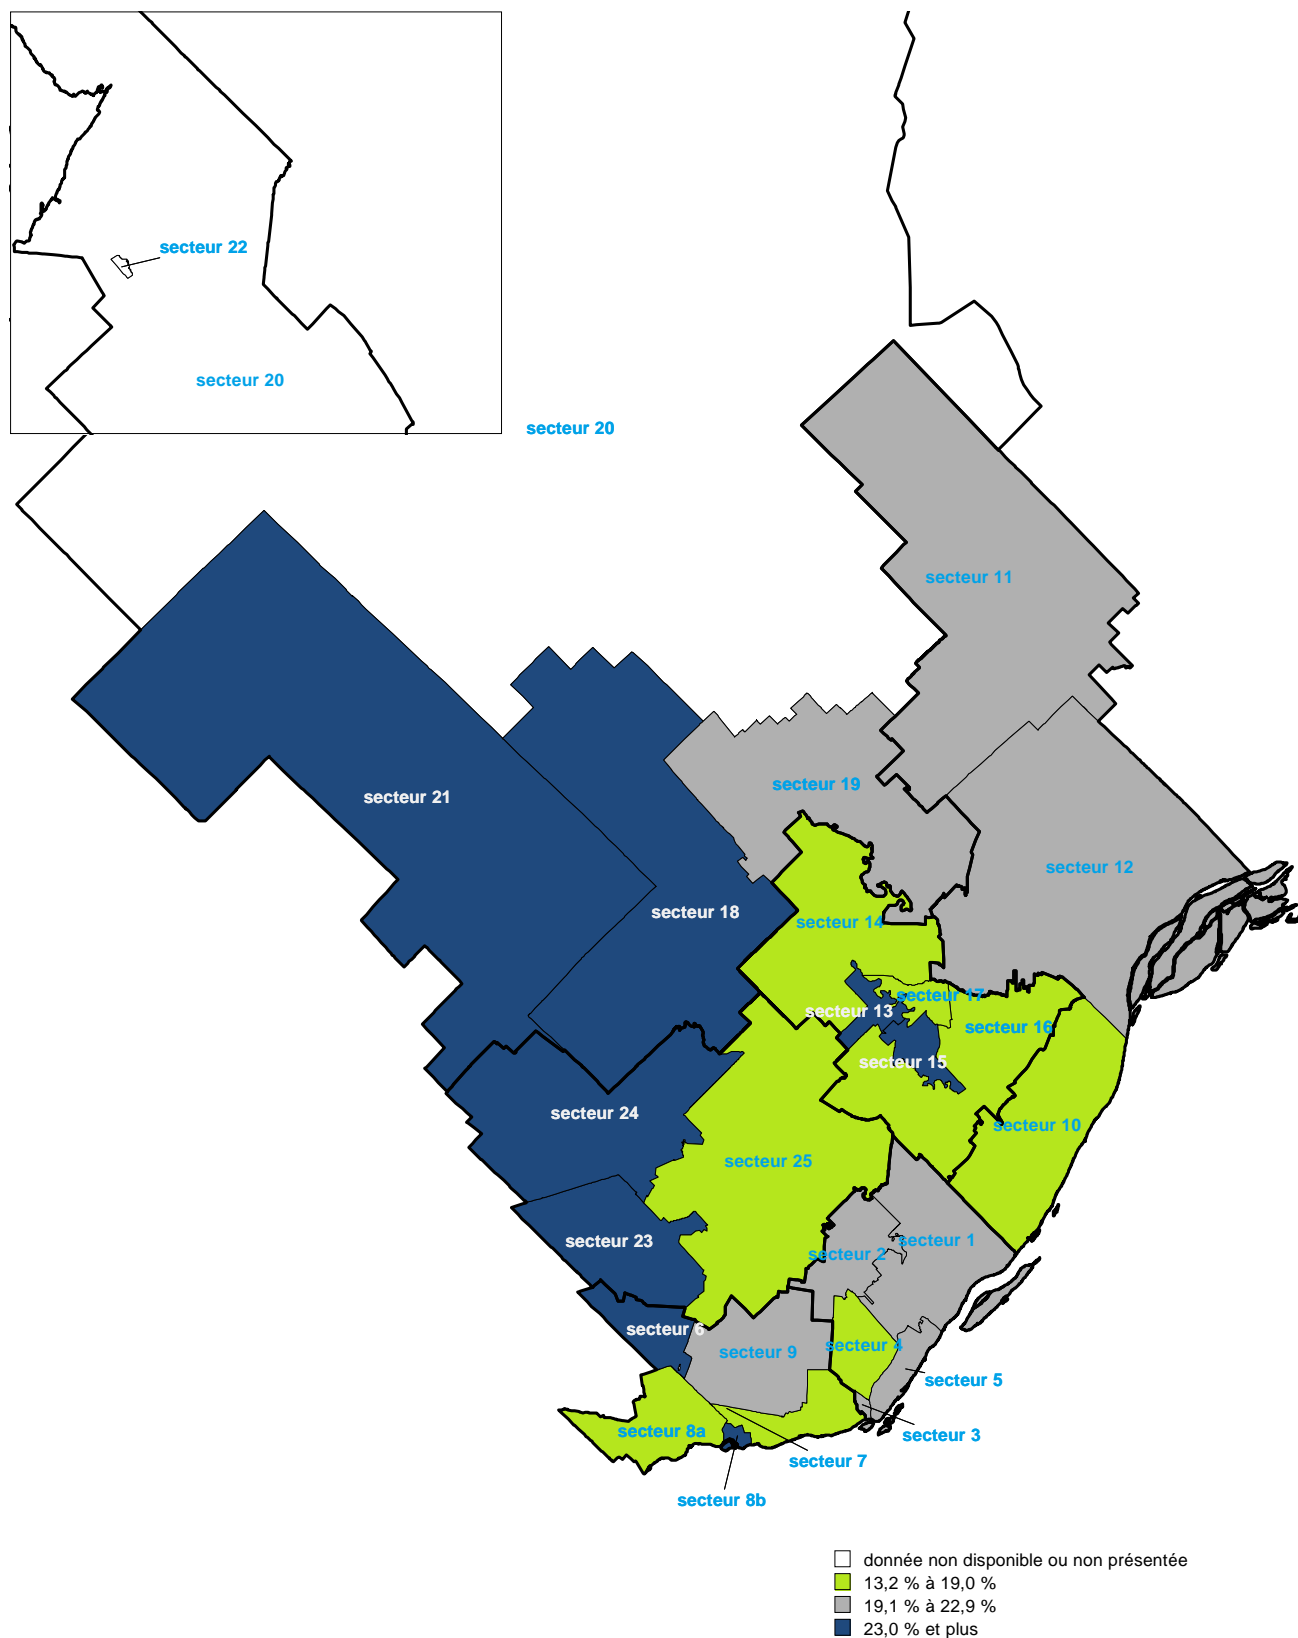 secteur 22
secteur 20
secteur 20
secteur 11
secteur 19
secteur 21
secteur 12
secteur 18
secteur 14
secteur 17
secteur 13
secteur 16
secteur 15
secteur 24
secteur 10
secteur 25
secteur 23
secteur 1
secteur 2
secteur 6
secteur 4
secteur 9
secteur 5
secteur 8a
secteur 3
secteur 7
secteur 8b
donnée non disponible ou non présentée
13,2 % à 19,0 %
19,1 % à 22,9 %
23,0 % et plus